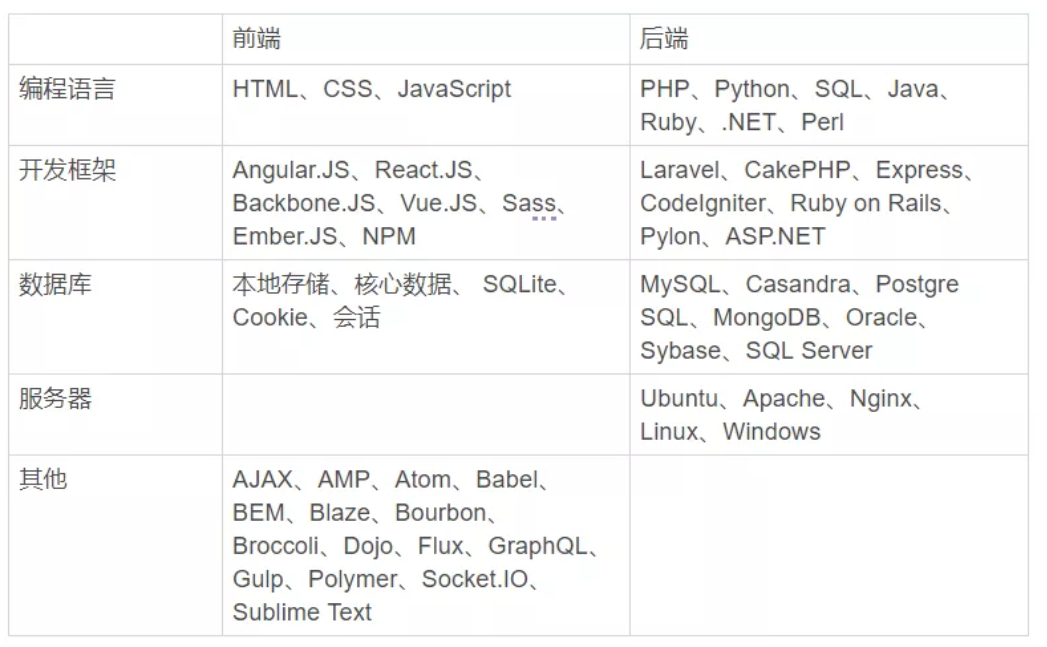 前端
后端
编程语言
HTML、CSS、JavaScript
PHP、Python、SQL、Java、
Ruby、.NET、Perl
开发框架
Angular.JS、React.JS、
Backbone.JS、Vue.JS、Sass、
Ember.JS、NPM
Laravel、CakePHP、Express、
CodeIgniter、Ruby on Rails、
Pylon、ASP.NET
数据库
本地存储、核心数据、 SQLite、
Cookie、会话
MySQL、Casandra、Postgre
SQL、MongoDB、Oracle、
Sybase、SQL Server
服务器
Ubuntu、Apache、Nginx、
Linux、Windows
其他
AJAX、AMP、Atom、Babel、
BEM、Blaze、Bourbon、
Broccoli、Dojo、Flux、GraphQL、
Gulp、Polymer、Socket.IO、
Sublime Text